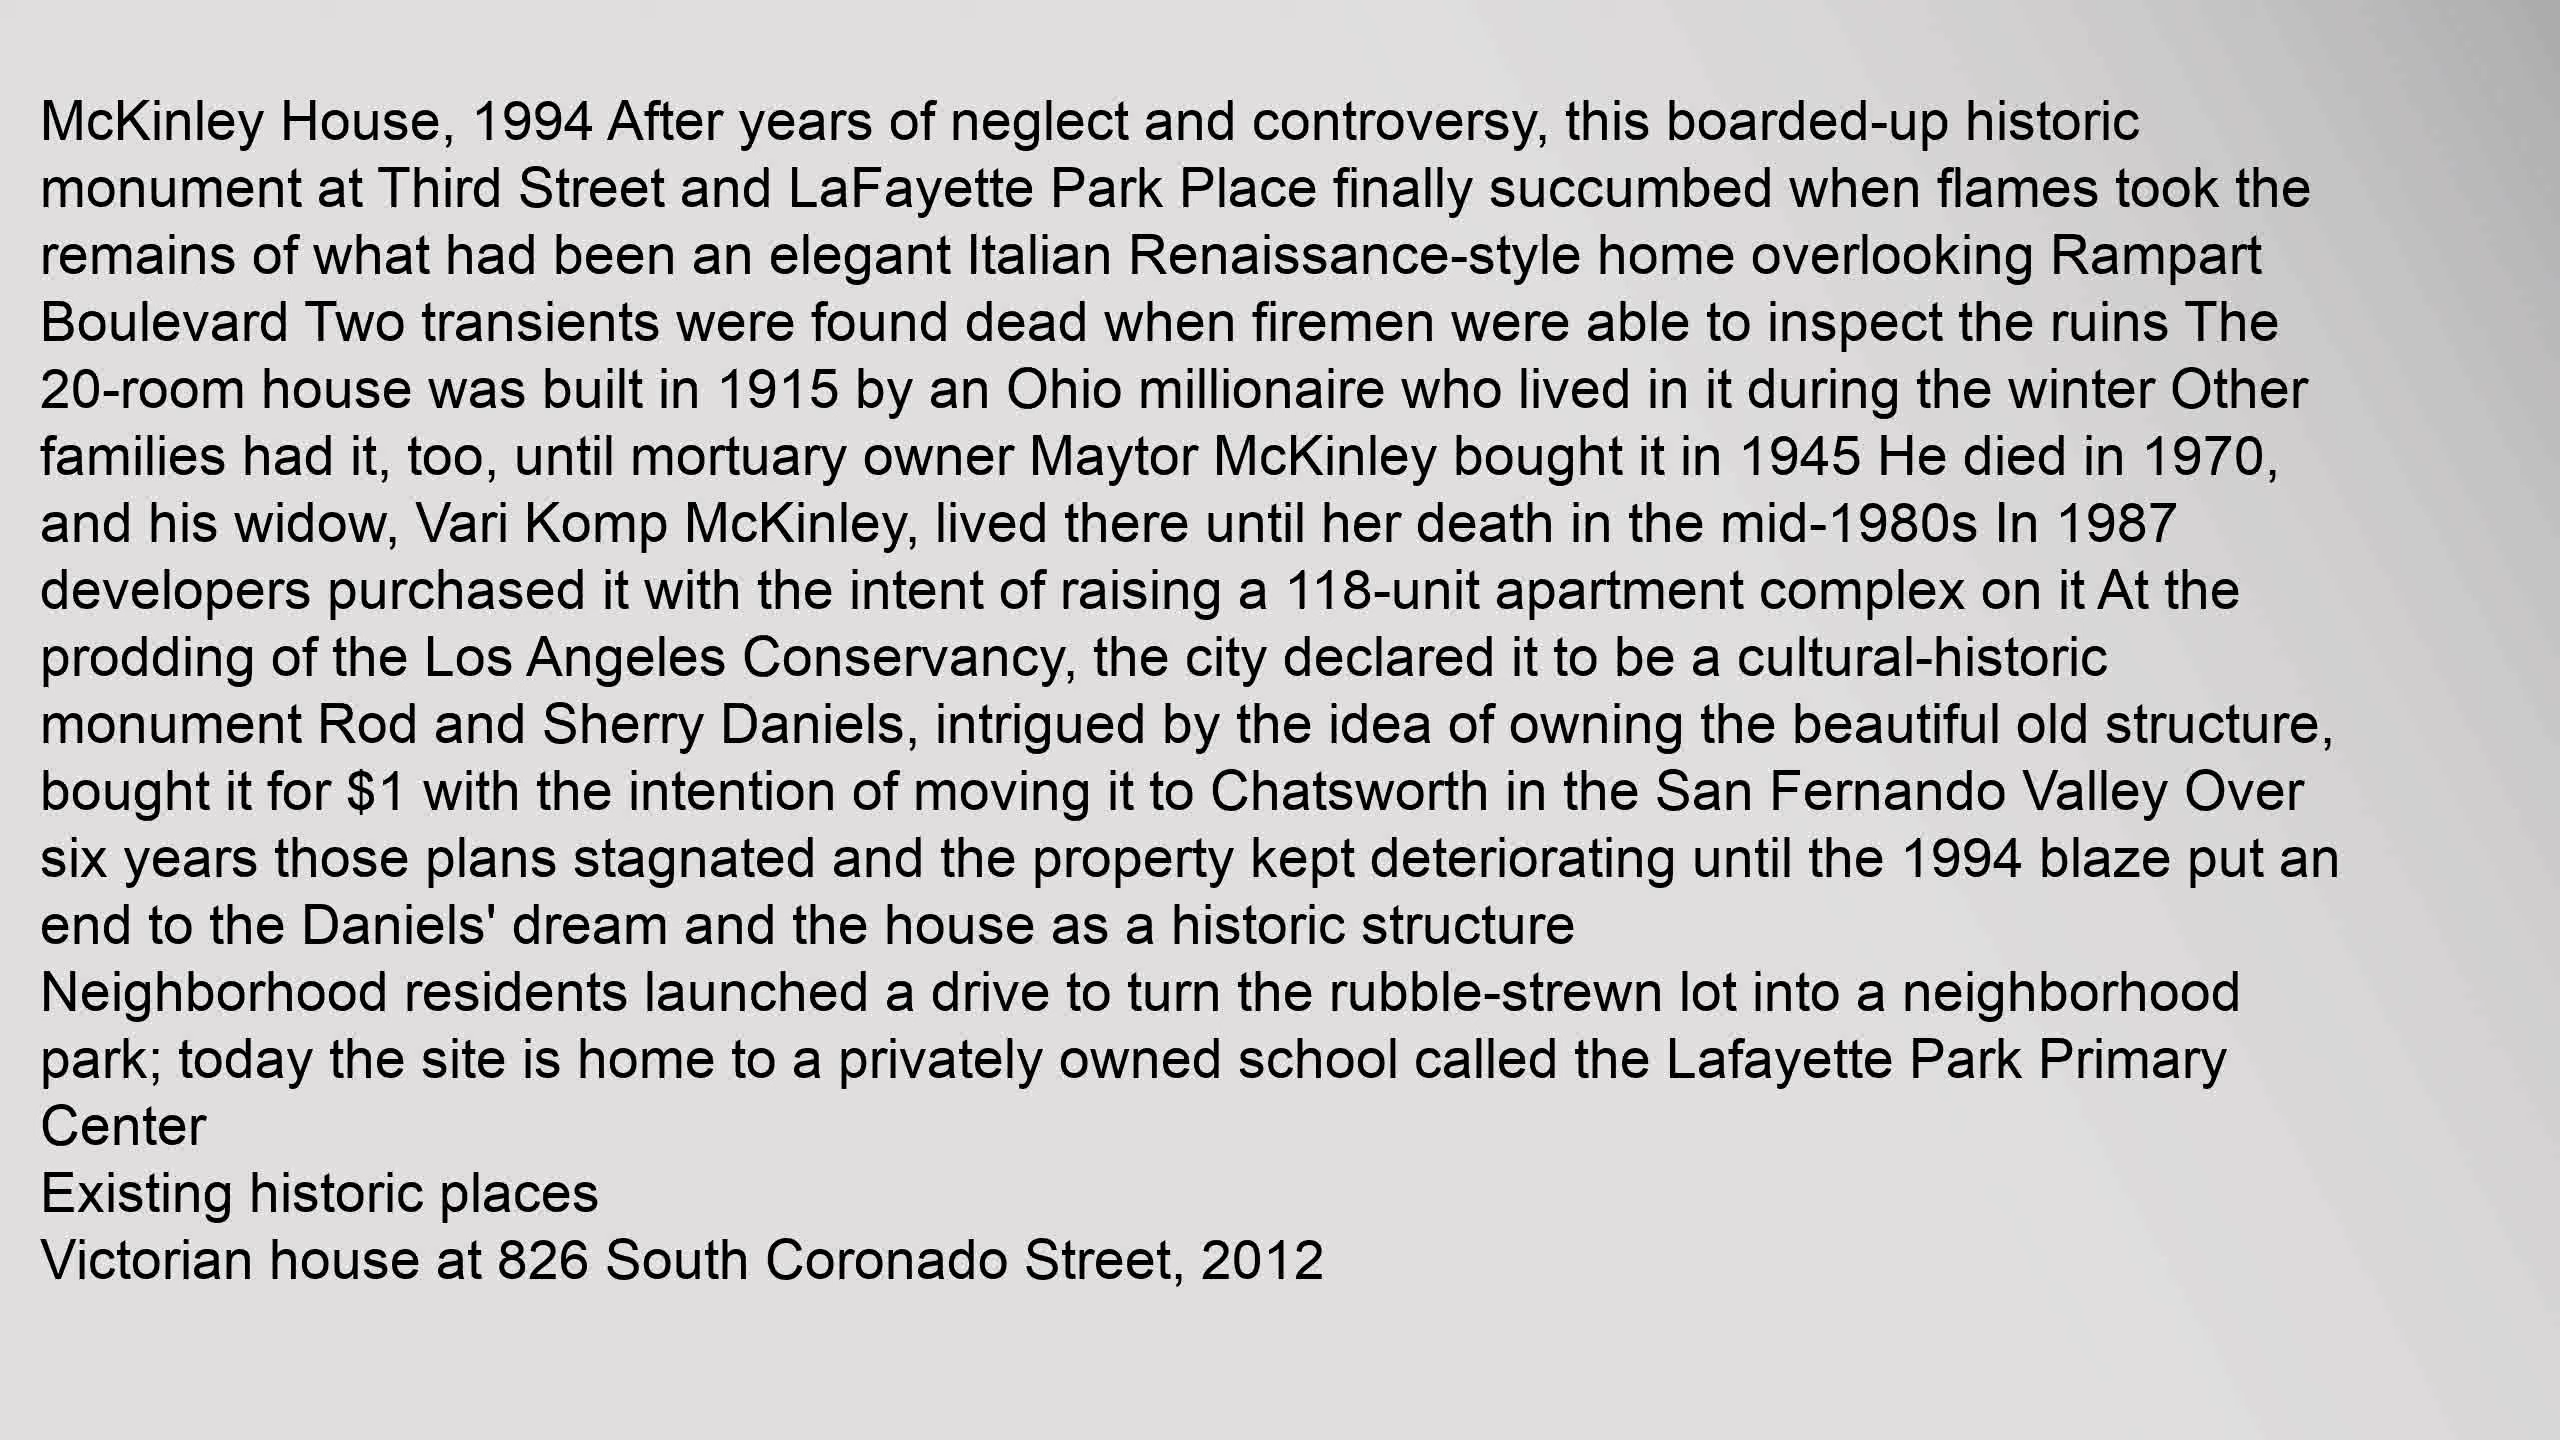 McKinley House, 1994 After years of neglect and controversy, this boarded-up historic
monument at Third Street and LaFayette Park Place finally succumbed when flames took the
remains of what had been an elegant Italian Renaissance-style home overlooking Rampart
Boulevard Two transients were found dead when firemen were able to inspect the ruins The
20-room house was built in 1915 by an Ohio millionaire who lived in it during the winter Other
families had it, too, until mortuary owner Maytor McKinley bought it in 1945 He died in 1970,
and his widow, Vari Komp McKinley, lived there until her death in the mid-1980s In 1987
developers purchased it with the intent of raising a 118-unit apartment complex on it At the
prodding of the Los Angeles Conservancy, the city declared it to be a cultural-historic
monument Rod and Sherry Daniels, intrigued by the idea of owning the beautiful old structure,
bought it for $1 with the intention of moving it to Chatsworth in the San Fernando Valley Over
six years those plans stagnated and the property kept deteriorating until the 1994 blaze put an
end to the Daniels' dream and the house as a historic structure
Neighborhood residents launched a drive to turn the rubble-strewn lot into a neighborhood
park; today the site is home to a privately owned school called the Lafayette Park Primary
Center
Existing historic places
Victorian house at 826 South Coronado Street, 2012